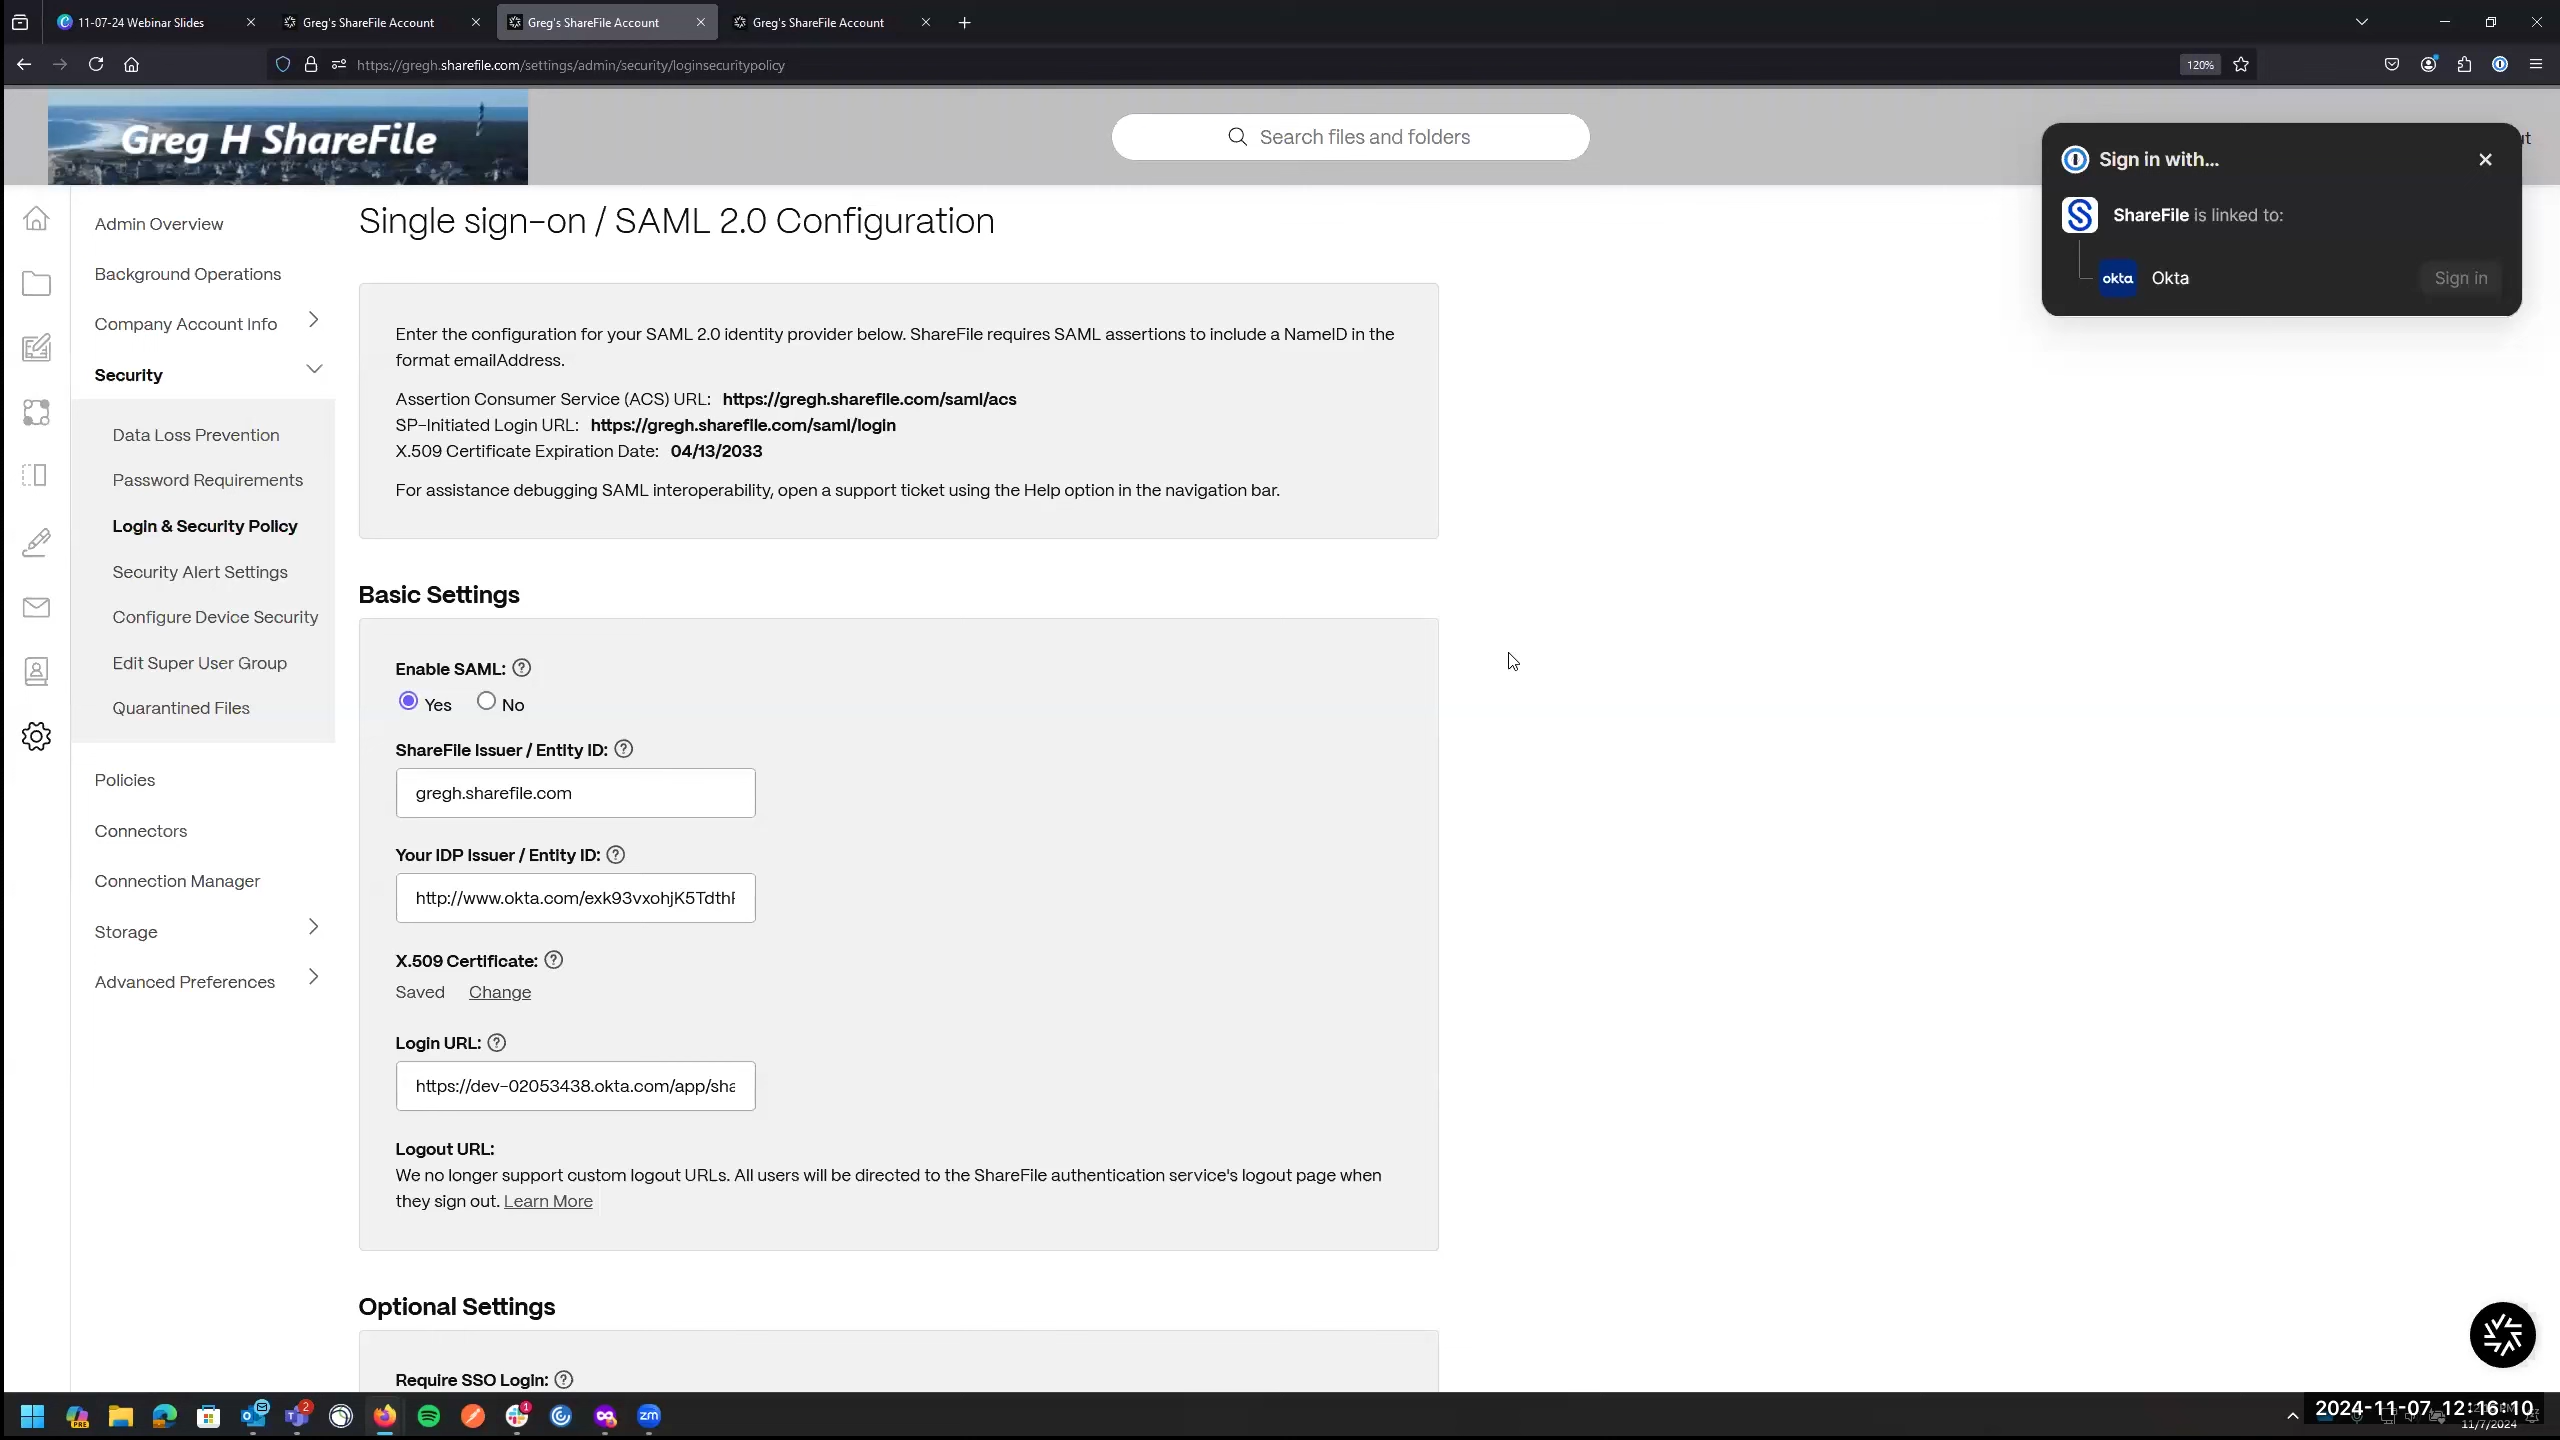 11-07-24 Webinar Slides
Greg's ShareFile Account
Greg's ShareFile Account
Greg's ShareFile Account
https://gregh.sharefile.com/settings/admin/security/loginsecuritypolicy
120%
Greg H ShareFile
Search files and folders
Sign in with...
ShareFile is linked to:
okta
Okta
Sign in
Admin Overview
Background Operations
Company Account Info
Security
Data Loss Prevention
Password Requirements
Login & Security Policy
Security Alert Settings
Configure Device Security
Edit Super User Group
Quarantined Files
Policies
Connectors
Connection Manager
Storage
Advanced Preferences
Single sign-on / SAML 2.0 Configuration
Enter the configuration for your SAML 2.0 identity provider below. ShareFile requires SAML assertions to include a NameID in the
format emailAddress.
Assertion Consumer Service (ACS) URL: https://gregh.sharefile.com/saml/acs
SP-Initiated Login URL: https://gregh.sharefile.com/saml/login
X.509 Certificate Expiration Date: 04/13/2033
For assistance debugging SAML interoperability, open a support ticket using the Help option in the navigation bar.
Basic Settings
Enable SAML:
Yes No
ShareFile Issuer / Entity ID:
gregh.sharefile.com
Your IDP Issuer / Entity ID:
http://www.okta.com/exk93vxohjK5Tdth
X.509 Certificate:
Saved Change
Login URL:
https://dev-02053438.okta.com/app/sha
Logout URL:
We no longer support custom logout URLs. All users will be directed to the ShareFile authentication service's logout page when
they sign out. Learn More
Optional Settings
Require SSO Login:
PRE
2
1
zm
2024-11-07 12:16:10
11/7/2024